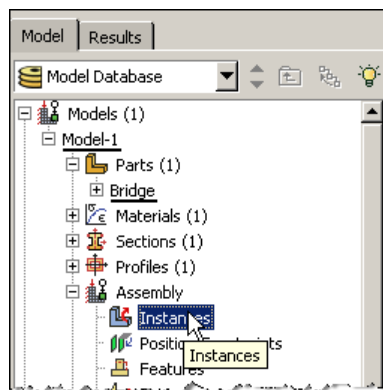 Model Results
Model Database
Models (1)
Model-1
Parts (1)
Bridge
Materials (1)
Sections (1)
Profiles (1)
Assembly
Instances
Instances
Features